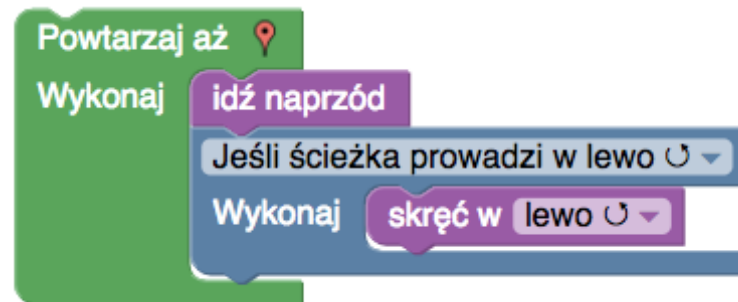 Powtarzaj aż
Wykonaj idź naprzód
Jeśli ścieżka prowadzi w lewo
Wykonaj skręć w lewo